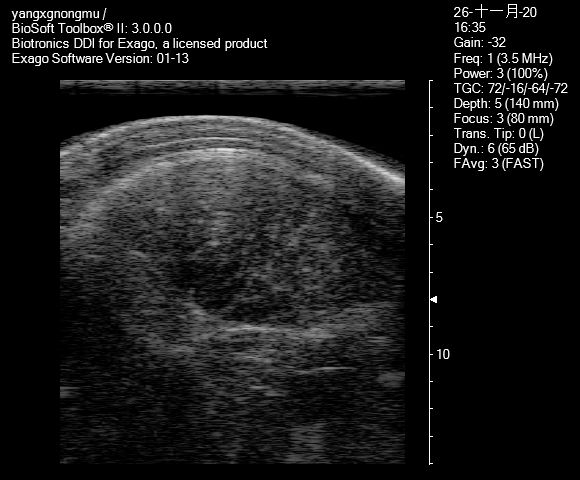 yangxgnongmu /
BioSoft Toolbox® II: 3.0.0.0
Biotronics DDI for Exago, a licensed product
Exago Software Version: 01-13
26-十一月-20
16:35
Gain: -32
Freq: 1 (3.5 MHz)
Power: 3 (100%)
TGC: 72/-16/-64/-72
Depth: 5 (140 mm)
Focus: 3 (80 mm)
Trans. Tip: 0 (L)
Dyn.: 6 (65 dB)
FAvg: 3 (FAST)
5
10